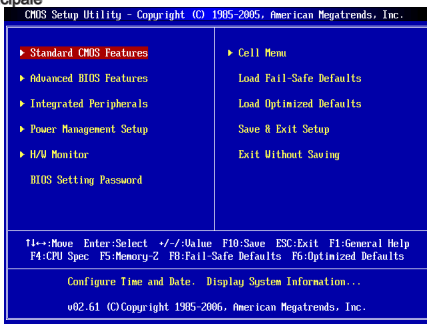 cipale
CMOS Setup Utility - Copyright (C) 1985-2005, American Megatrends, Inc.
▶ Standard CMOS Features
▶ Advanced BIOS Features
▶ Integrated Peripherals
▶ Power Management Setup
▶ H/W Monitor
BIOS Setting Password
▶ Cell Menu
Load Fail-Safe Defaults
Load Optimized Defaults
Save & Exit Setup
Exit Without Saving
↑↓↔:Move Enter:Select +/-/:Value F10:Save ESC:Exit F1:General Help
F4:CPU Spec F5:Memory-Z F8:Fail-Safe Defaults F6:Optimized Defaults
Configure Time and Date. Display System Information...
v02.61 (C)Copyright 1985-2006, American Megatrends, Inc.